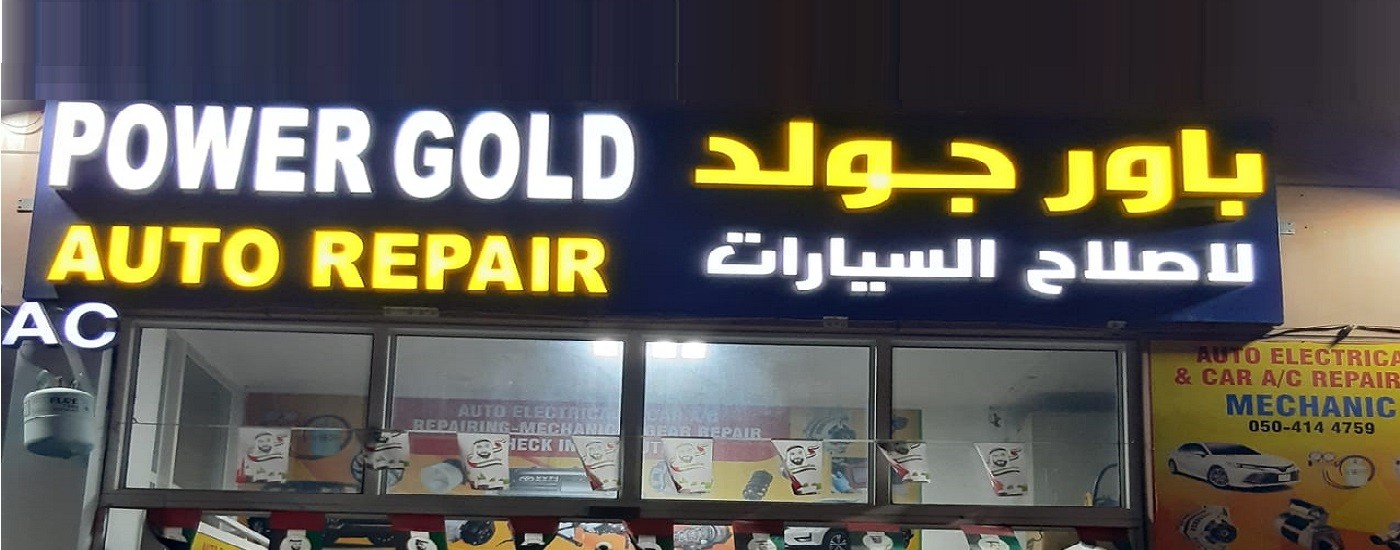 POWER GOLD
باور جولد
AUTO REPAIR
لاصلاح السيارات
AC
AUTO ELECTRICA
& CAR A/C REPAIR
MECHANIC
050-414 4759
AUTO ELECTRICAL CAR A/C
REPAIRING-MECHANIC GEAR REPAIR
CHECK IN